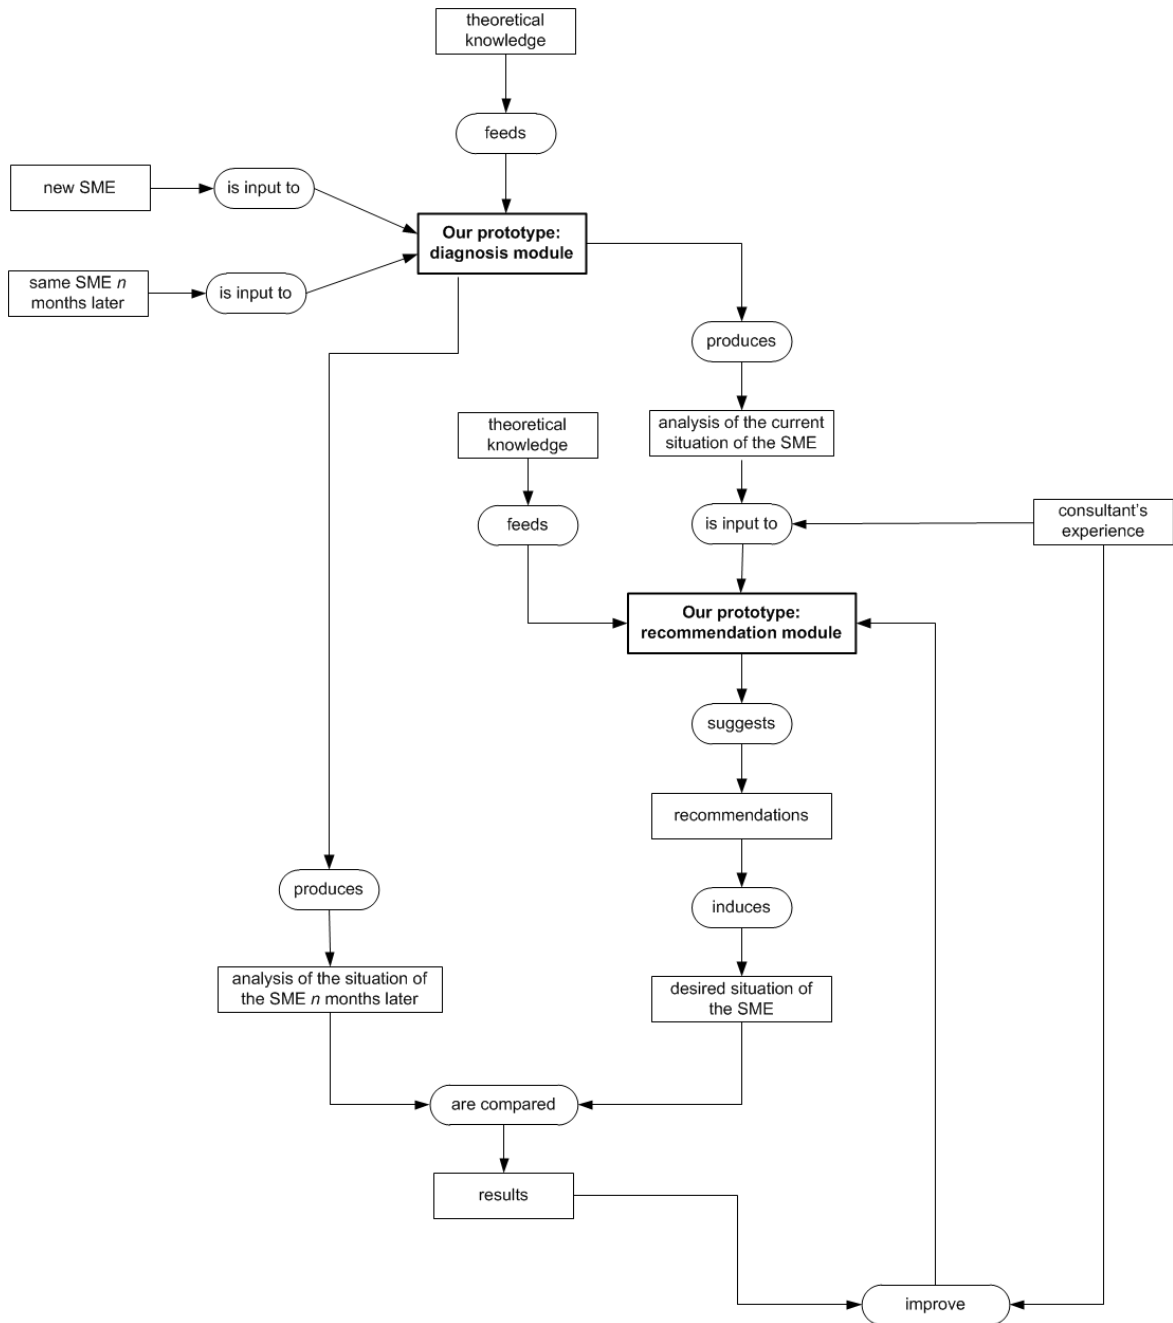 theoretical
knowledge
feeds
new SME
is input to
Our prototype:
diagnosis module
same SME n
months later
is input to
produces
theoretical
knowledge
analysis of the current
situation of the SME
feeds
is input to
consultant's
experience
Our prototype:
recommendation module
suggests
recommendations
produces
induces
analysis of the situation of
the SME n months later
desired situation of
the SME
are compared
results
improve